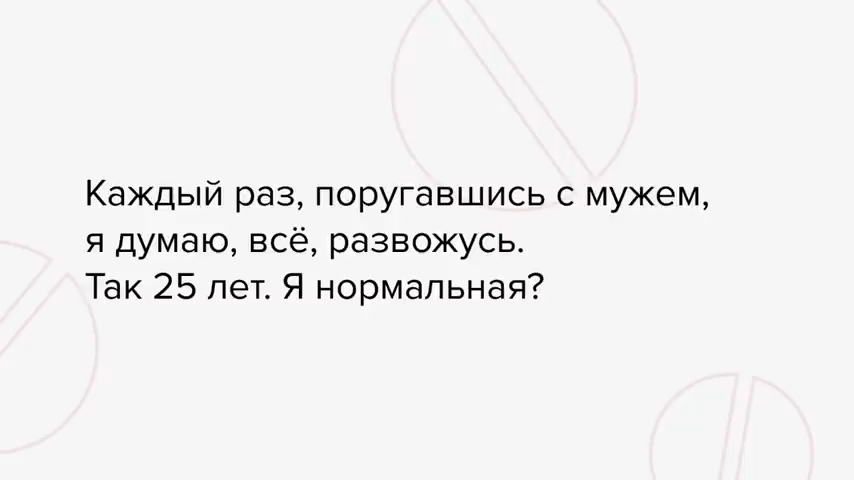 Каждый раз, поругавшись с мужем,
я думаю, всё, развожусь.
Так 25 лет. Я нормальная?